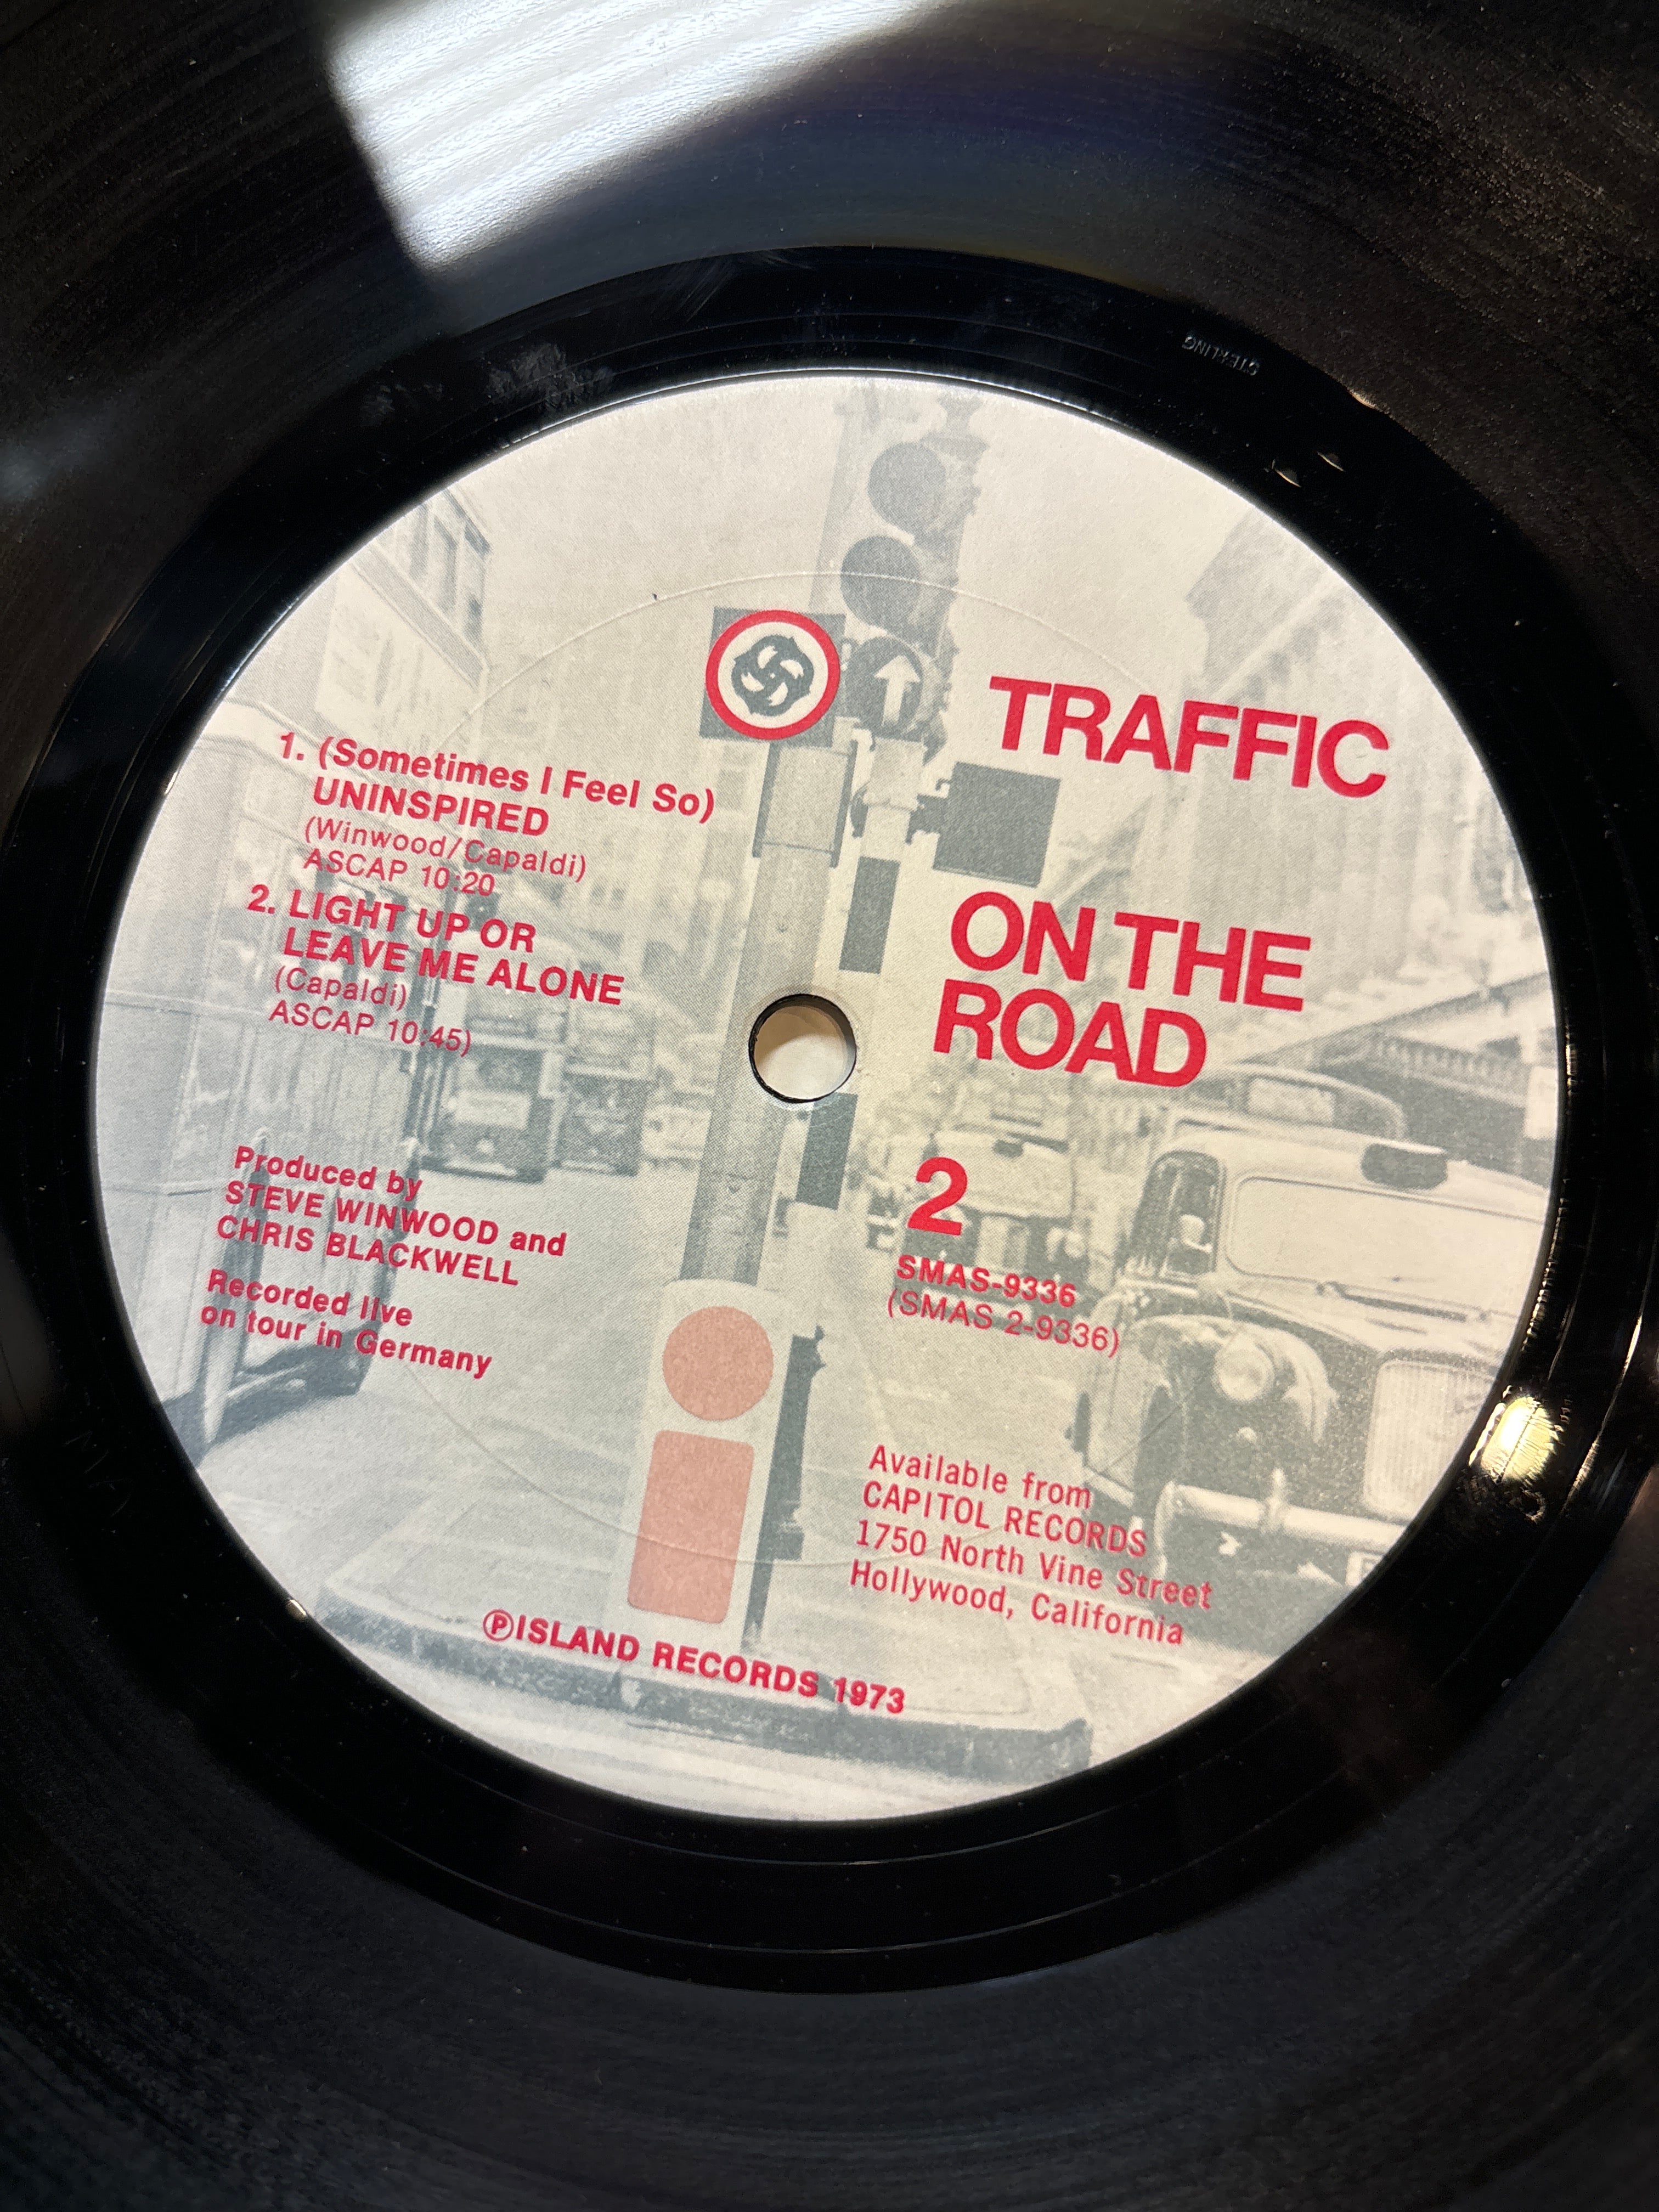 STERLING
TRAFFIC
ON THE
ROAD
1. (Sometimes I Feel So)
UNINSPIRED
(Winwood/Capaldi)
ASCAP 10:20
2. LIGHT UP OR
LEAVE ME ALONE
(Capaldi)
ASCAP 10:45)
Produced by
STEVE WINWOOD and
CHRIS BLACKWELL
Recorded live
on tour in Germany
2
SMAS-9336
(SMAS 2-9336)
Available from
CAPITOL RECORDS
1750 North Vine Street
Hollywood, California
ⓅISLAND RECORDS 1973